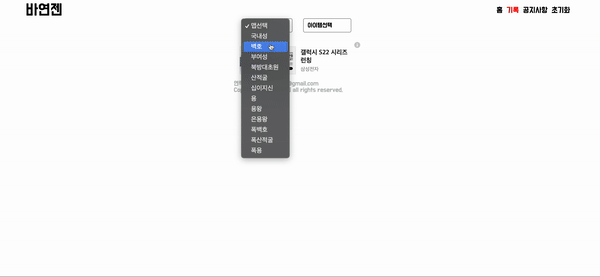 바연젠
홈 기록 공지사항 초기화
맵선택
아이템선택
국내성
백호
부여성
북방대초원
산적굴
십이지신
용
용왕
은용왕
폭백호
폭산적굴
폭용
갤럭시 S22 시리즈
런칭
삼성전자
@gmail.com
all rights reserved.